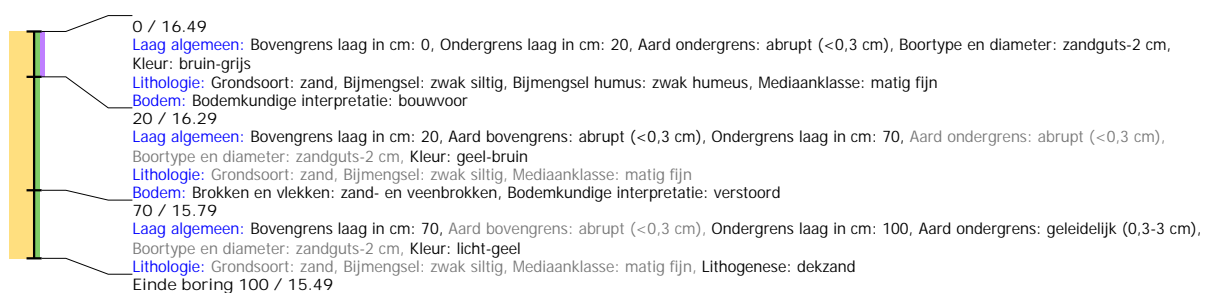 0 / 16.49
Laag algemeen: Bovengrens laag in cm: 0, Ondergrens laag in cm: 20, Aard ondergrens: abrupt (<0,3 cm), Boortype en diameter: zandguts-2 cm,
Kleur: bruin-grijs
Lithologie: Grondsoort: zand, Bijmengsel: zwak siltig, Bijmengsel humus: zwak humeus, Mediaanklasse: matig fijn
Bodem: Bodemkundige interpretatie: bouwvoor
20 / 16.29
Laag algemeen: Bovengrens laag in cm: 20, Aard bovengrens: abrupt (<0,3 cm), Ondergrens laag in cm: 70, Aard ondergrens: abrupt (<0,3 cm),
Boortype en diameter: zandguts-2 cm, Kleur: geel-bruin
Lithologie: Grondsoort: zand, Bijmengsel: zwak siltig, Mediaanklasse: matig fijn
Bodem: Brokken en vlekken: zand- en veenbrokken, Bodemkundige interpretatie: verstoord
70 / 15.79
Laag algemeen: Bovengrens laag in cm: 70, Aard bovengrens: abrupt (<0,3 cm), Ondergrens laag in cm: 100, Aard ondergrens: geleidelijk (0,3-3 cm),
Boortype en diameter: zandguts-2 cm, Kleur: licht-geel
Lithologie: Grondsoort: zand, Bijmengsel: zwak siltig, Mediaanklasse: matig fijn, Lithogenese: dekzand
Einde boring 100 / 15.49